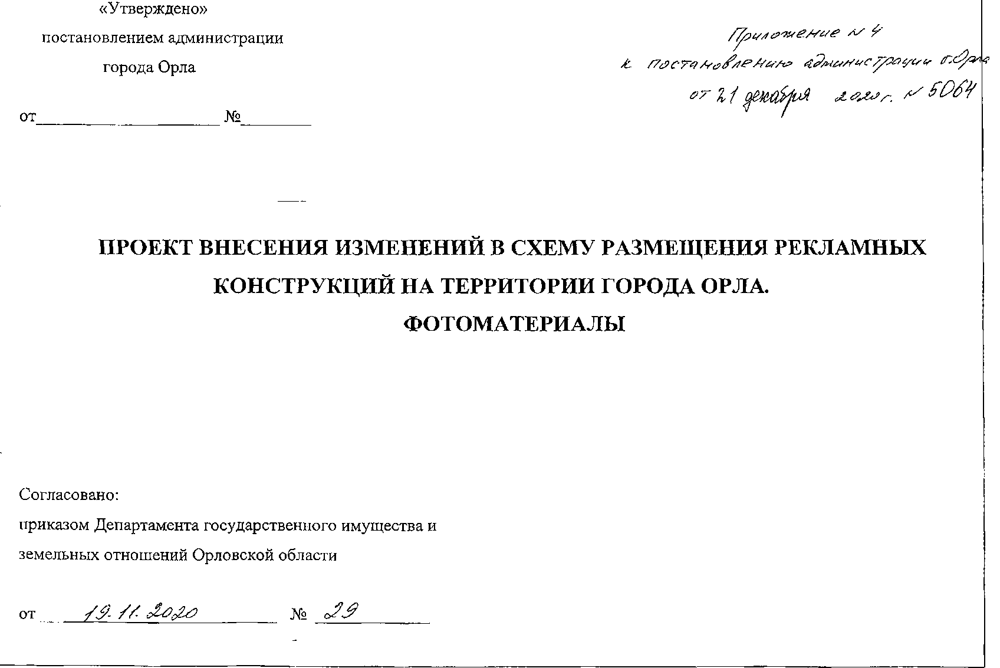 «Утверждено»
постановлением администрации
города Орла
от____________________ №________
Приложение N 4
к постановлению администрации г.Орла
от 21 декабря 2020г. N 5064
ПРОЕКТ ВНЕСЕНИЯ ИЗМЕНЕНИЙ В СХЕМУ РАЗМЕЩЕНИЯ РЕКЛАМНЫХ
КОНСТРУКЦИЙ НА ТЕРРИТОРИИ ГОРОДА ОРЛА.
ФОТОМАТЕРИАЛЫ
Согласовано:
приказом Департамента государственного имущества и
земельных отношений Орловской области
от 19.11.2020 № 29